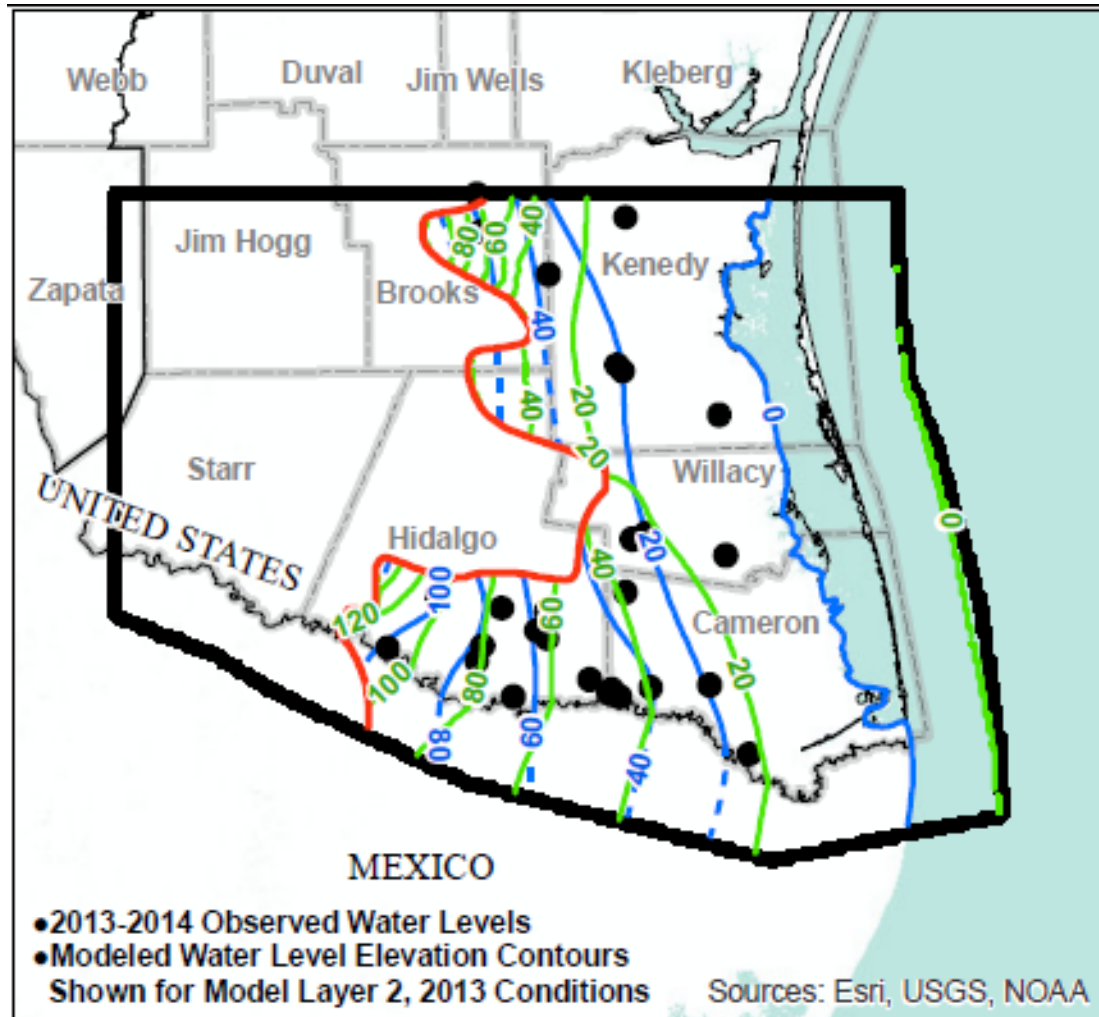 Webb
Duval
Jim Wells
Kleberg
Jim Hogg
80
60
40
Kenedy
Zapata
Brooks
40
40
20
0
20
Starr
Willacy
UNITED STATES
Hidalgo
0
20
40
100
120
60
Cameron
100
80
20
80
60
40
MEXICO
●2013-2014 Observed Water Levels
●Modeled Water Level Elevation Contours
Shown for Model Layer 2, 2013 Conditions
Sources: Esri, USGS, NOAA